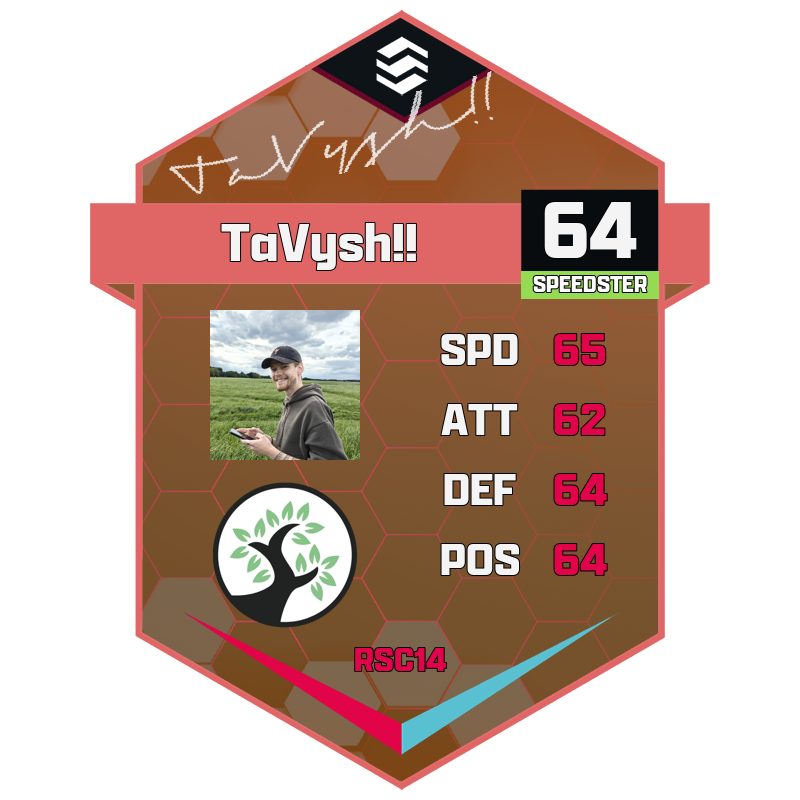 TaVysh!!
TaVysh!!
64
SPEEDSTER
SPD 65
ATT 62
DEF 64
POS 64
RSC14